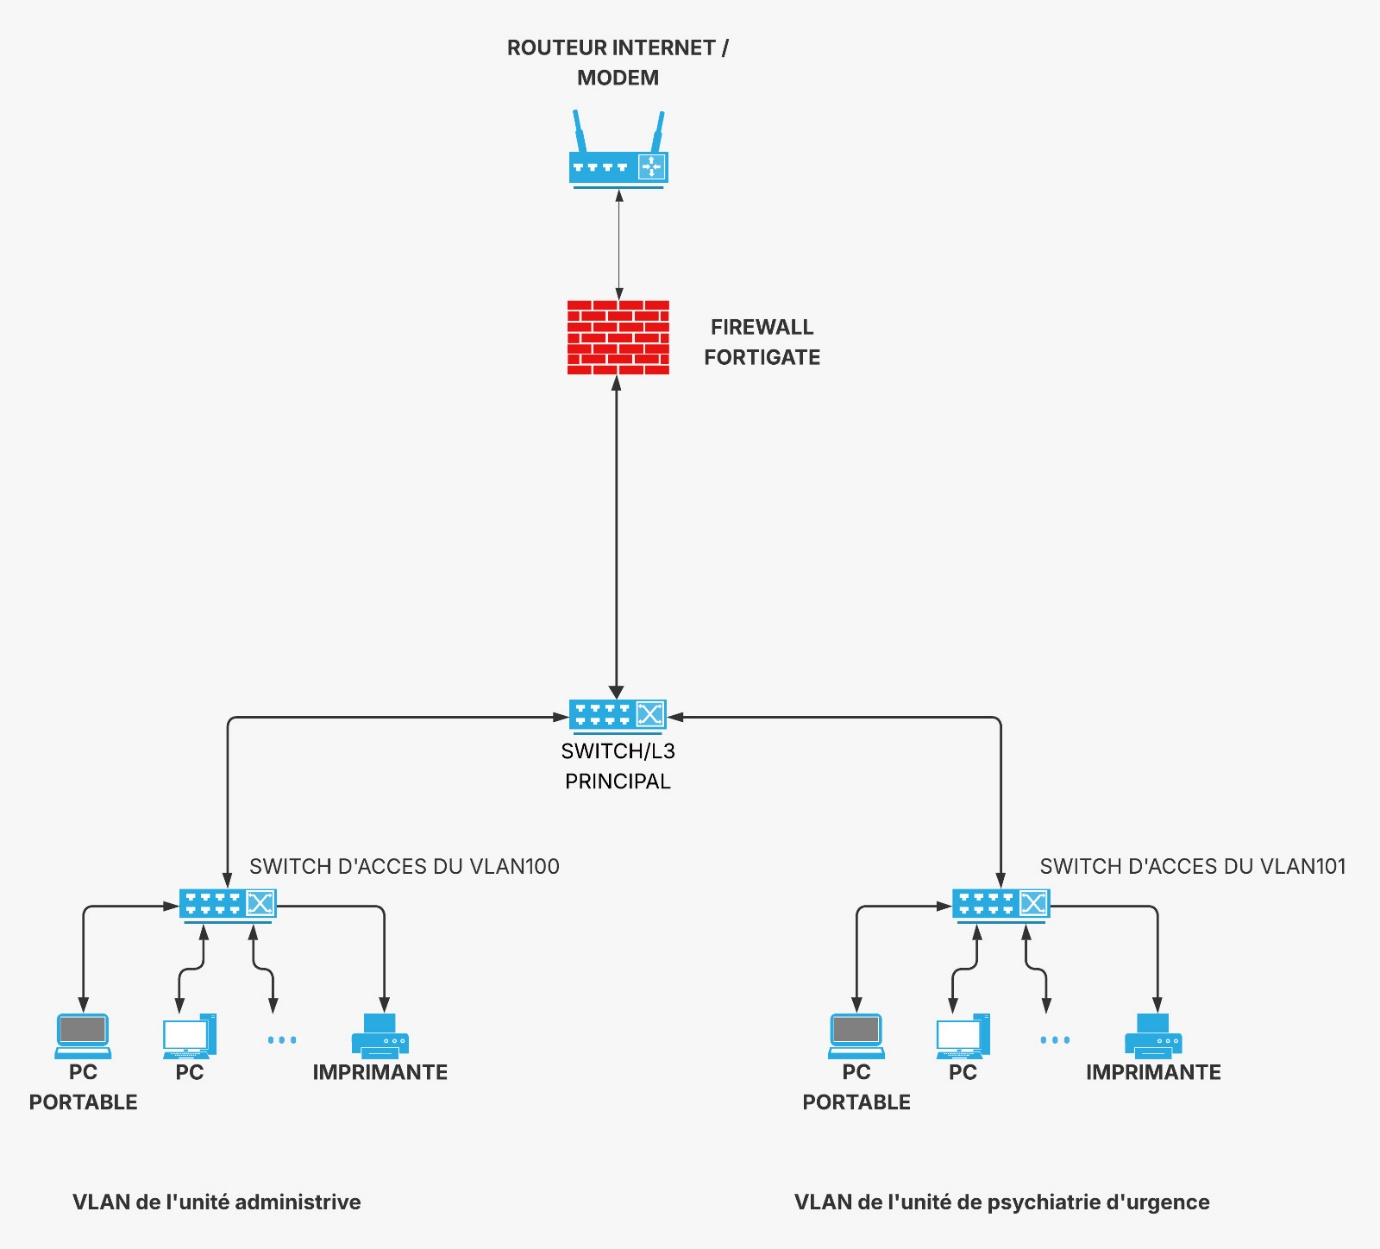 ROUTEUR INTERNET /
MODEM
FIREWALL
FORTIGATE
SWITCH/L3
PRINCIPAL
SWITCH D'ACCES DU VLAN100
SWITCH D'ACCES DU VLAN101
PC
PORTABLE
PC
IMPRIMANTE
PC
PORTABLE
PC
IMPRIMANTE
VLAN de l'unité administrive
VLAN de l'unité de psychiatrie d'urgence